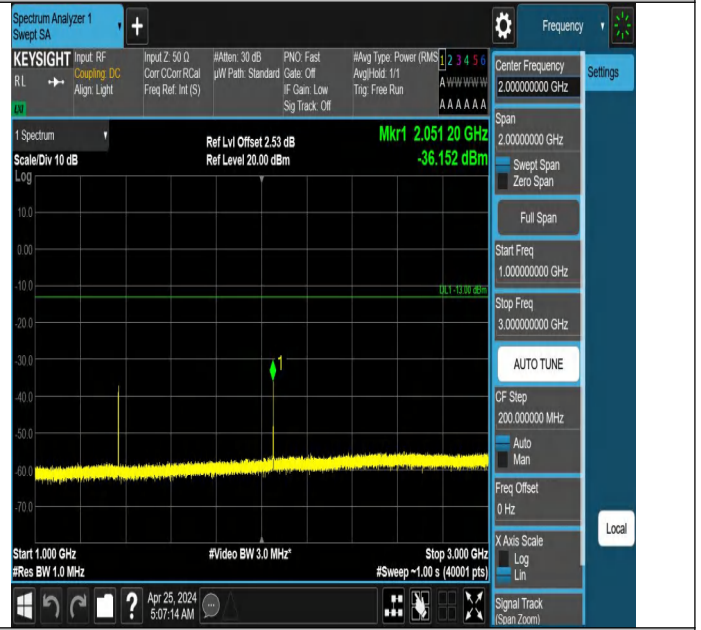 Spectrum Analyzer 1
Swept SA
+
Frequency
KEYSIGHT
RL
LXI
Input: RF
Coupling: DC
Align: Light
Input Z: 50 Ω
Corr CCorr RCal
Freq Ref: Int (S)
#Atten: 30 dB
µW Path: Standard
PNO: Fast
Gate: Off
IF Gain: Low
Sig Track: Off
#Avg Type: Power (RMS
Avg|Hold: 1/1
Trig: Free Run
1 2 3 4 5 6
A W W W W W
A A A A A A
1 Spectrum
Scale/Div 10 dB
Log
Ref Lvl Offset 2.53 dB
Ref Level 20.00 dBm
Mkr1 2.051 20 GHz
-36.152 dBm
10.0
0.00
-10.0
DL1 -13.00 dBm
-20.0
-30.0
1
-40.0
-50.0
-60.0
-70.0
Start 1.000 GHz
#Video BW 3.0 MHz*
Stop 3.000 GHz
#Res BW 1.0 MHz
#Sweep ~1.00 s (40001 pts)
Apr 25, 2024
5:07:14 AM
?
Center Frequency
2.000000000 GHz
Settings
Span
2.00000000 GHz
Swept Span
Zero Span
Full Span
Start Freq
1.000000000 GHz
Stop Freq
3.000000000 GHz
AUTO TUNE
CF Step
200.000000 MHz
Auto
Man
Freq Offset
0 Hz
X Axis Scale
Log
Lin
Local
Signal Track
(Span Zoom)